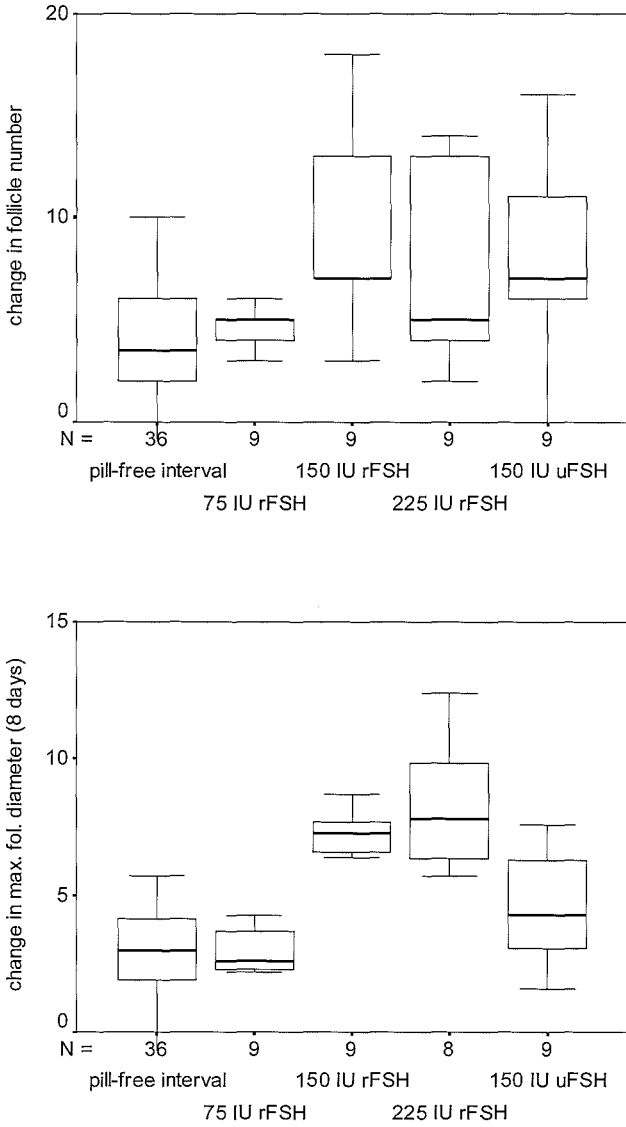 20
10
0
change in follicle number
N = 36 9 9 8 9
pill-free interval 150 IU rFSH 150 IU uFSH
75 IU rFSH 225 IU rFSH
15
10
5
0
change in max. fol. diameter (8 days)
N = 36 9 9 8 9
pill-free interval 150 IU rFSH 150 IU uFSH
75 IU rFSH 225 IU rFSH